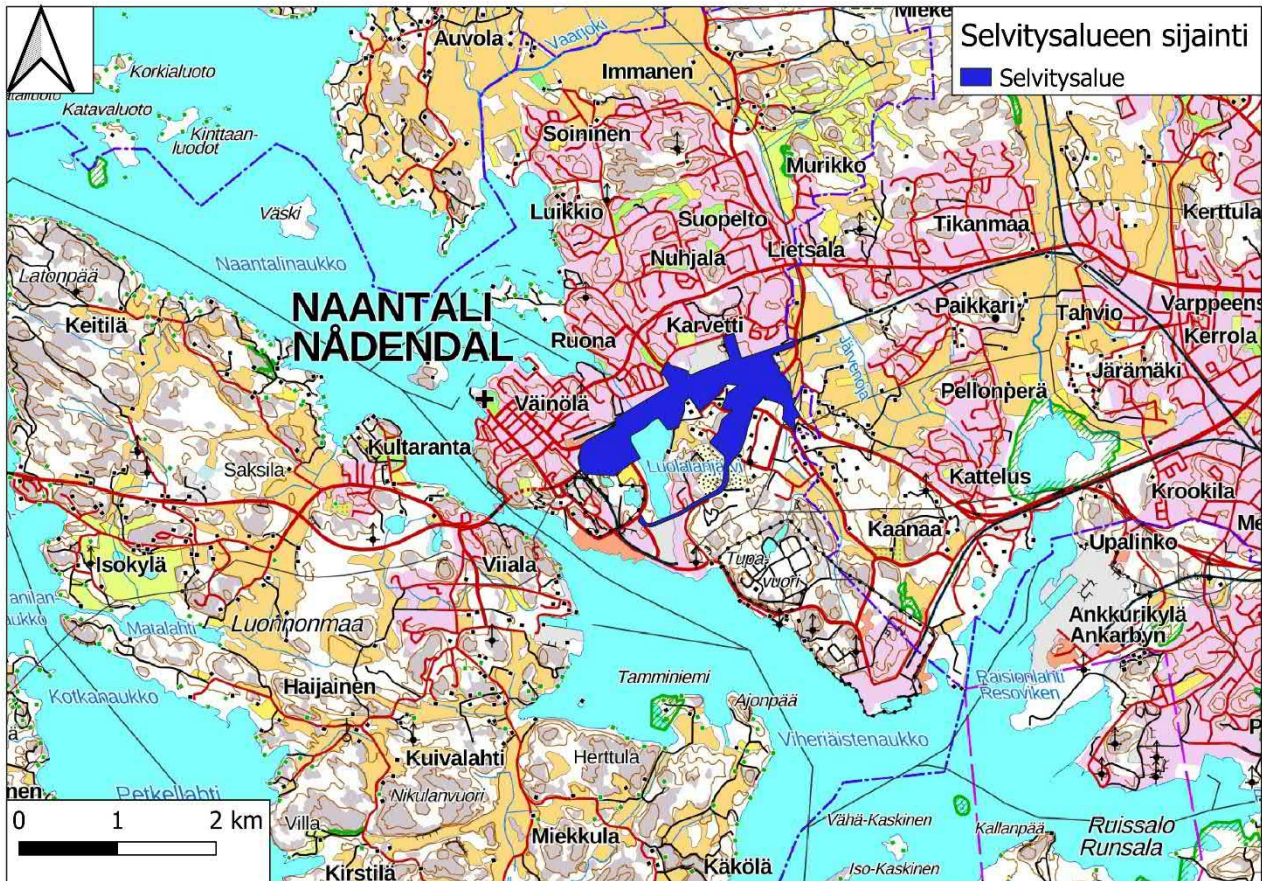 Auvola
Vaarjoki
Selvitysalueen sijainti
Selvitysalue
Korkialuoto
Immanen
Katavaluoto
Kinttaan-
luodot
Soininen
Murikko
Väski
Luikkio
Suopelto
Tikanmaa
Kerttula
Naantalinaukko
Nuhjala
Lietsala
Latonpää
NAANTALI
NÅDENDAL
Keitilä
Paikkari
Tahvio
Varppeens
Kerrola
Karvetti
Ruona
Järvenoja
Järämäki
Pellonperä
Väinölä
Kultaranta
Saksila
Luolalanjärvi
Kattelus
Krookila
Kaanaa
Upalinko
Isokylä
Viiala
Tupa-
vuori
Matalahti
Luonnonmaa
Ankkurikylä
Ankarbyn
Tamminiemi
Raisionlahti
Resoviken
Kotkanaukko
Haijainen
Ajonpää
Viheriäistenaukko
Kuivalahti
Herttula
Petkellahti
Nikulanvuori
0 1 2 km
Villa
Miekkula
Vähä-Kaskinen
Kallanpää
Ruissalo
Runsala
Kirstilä
Käkölä
Iso-Kaskinen